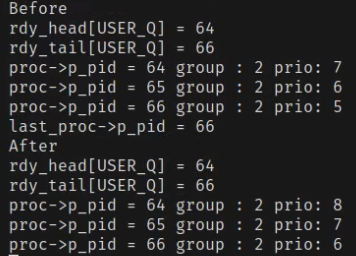 Before
rdy_head[USER_Q] = 64
rdy_tail[USER_Q] = 66
proc->p_pid = 64 group : 2 prio: 7
proc->p_pid = 65 group : 2 prio: 6
proc->p_pid = 66 group : 2 prio: 5
last_proc->p_pid = 66
After
rdy_head[USER_Q] = 64
rdy_tail[USER_Q] = 66
proc->p_pid = 64 group : 2 prio: 8
proc->p_pid = 65 group : 2 prio: 7
proc->p_pid = 66 group : 2 prio: 6